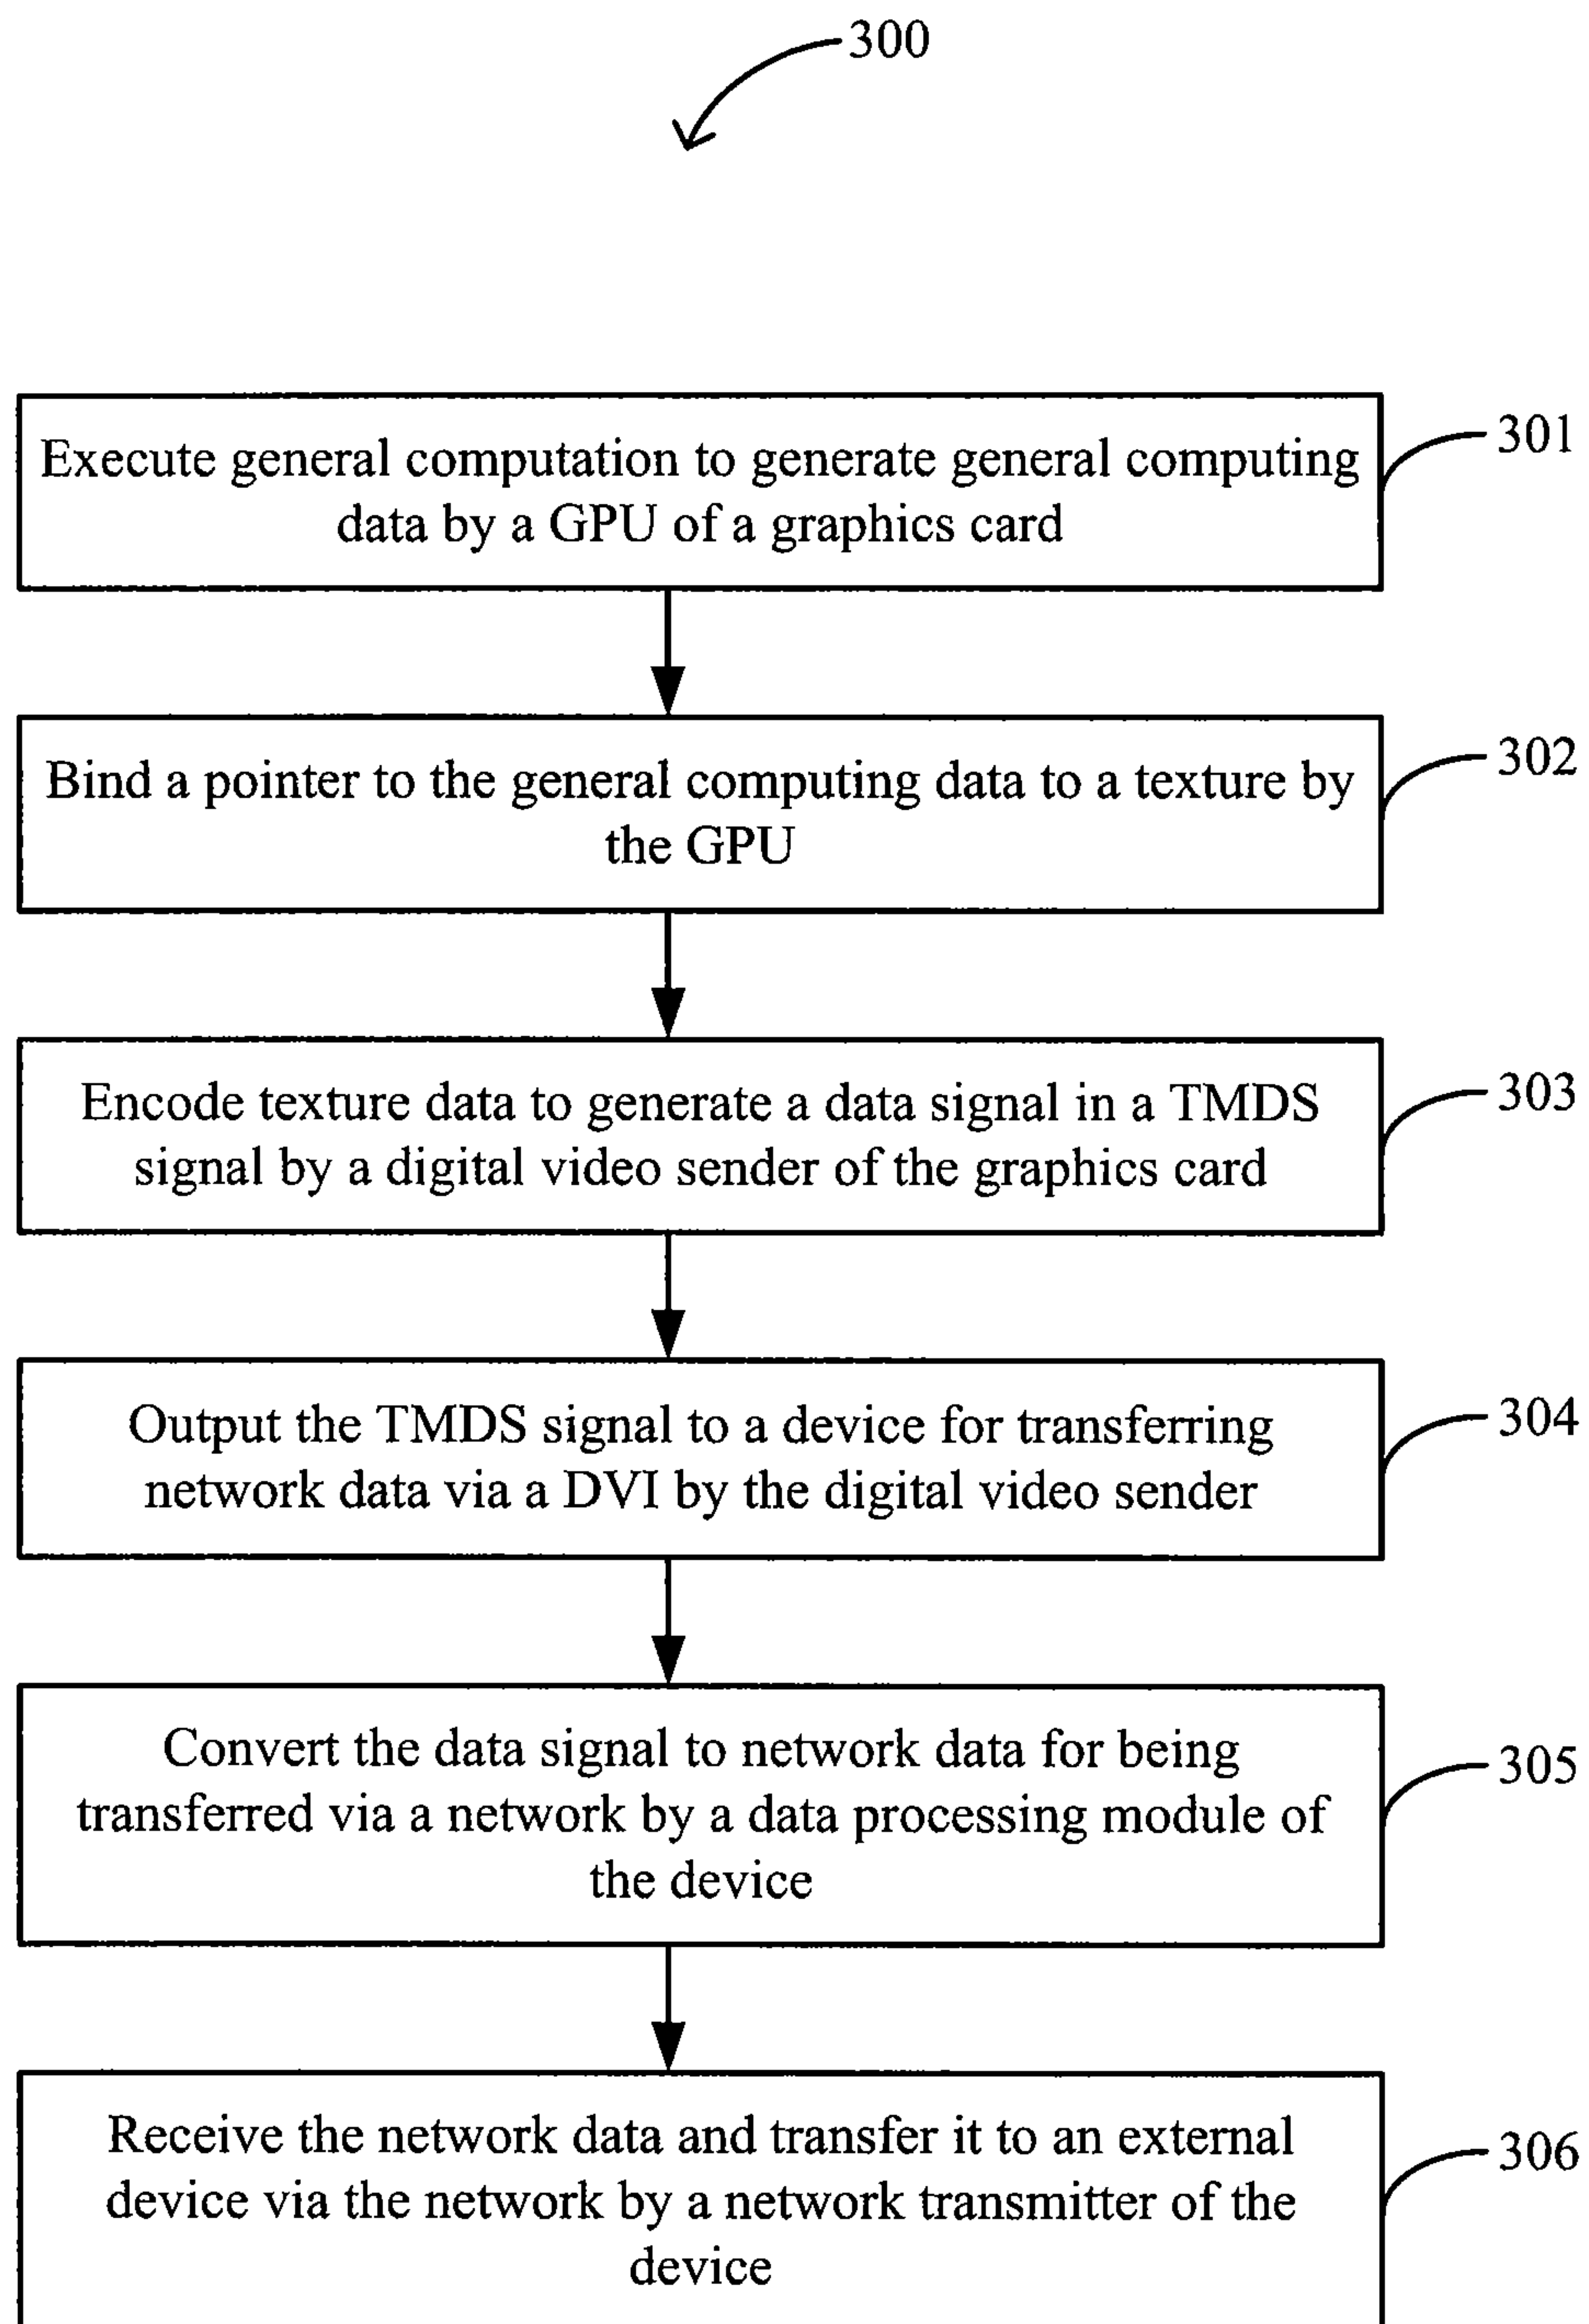 300
Execute general computation to generate general computing
data by a GPU of a graphics card
301
Bind a pointer to the general computing data to a texture by
the GPU
302
Encode texture data to generate a data signal in a TMDS
signal by a digital video sender of the graphics card
303
Output the TMDS signal to a device for transferring
network data via a DVI by the digital video sender
304
Convert the data signal to network data for being
transferred via a network by a data processing module of
the device
305
Receive the network data and transfer it to an external
device via the network by a network transmitter of the
device
306